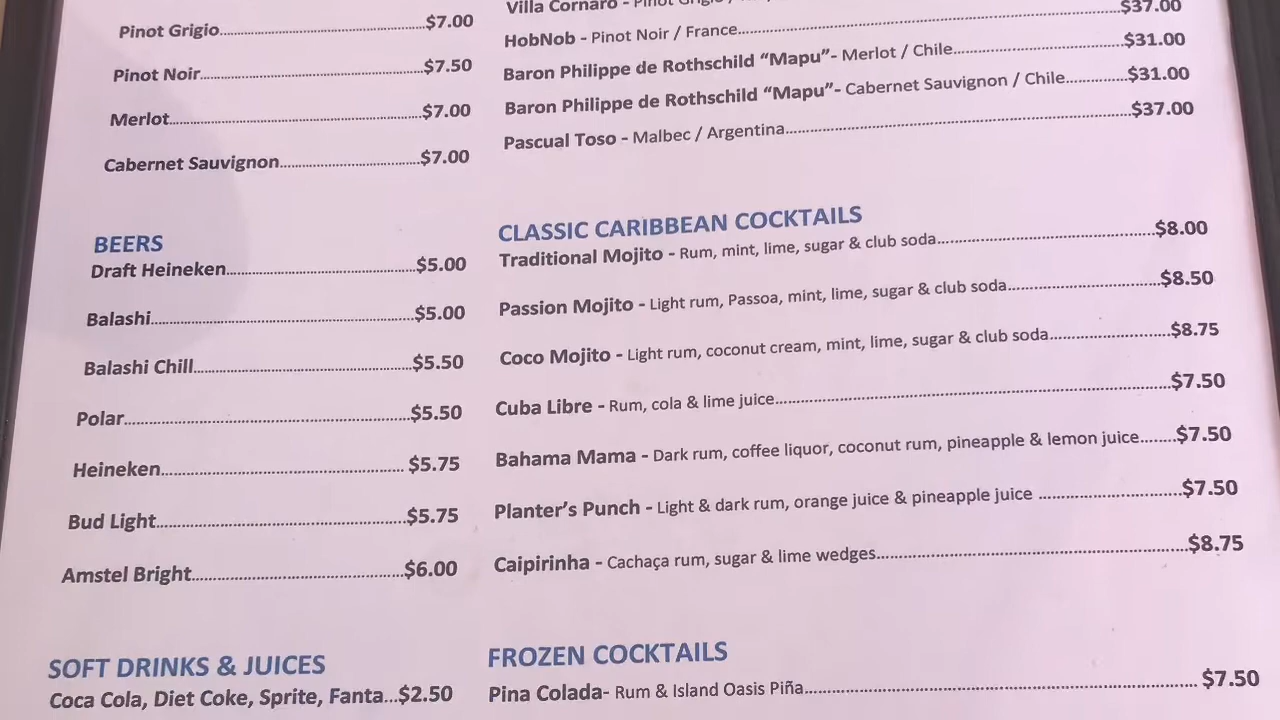 Pinot Grigio........$7.00
Pinot Noir........$7.50
Merlot........$7.00
Cabernet Sauvignon........$7.00
BEERS
Draft Heineken........$5.00
Balashi........$5.00
Balashi Chill........$5.50
Polar........$5.50
Heineken........ $5.75
Bud Light........$5.75
Amstel Bright........$6.00
SOFT DRINKS & JUICES
Coca Cola, Diet Coke, Sprite, Fanta...$2.50
Villa Cornaro - Pinot Grigio /........$37.00
HobNob - Pinot Noir / France........$31.00
Baron Philippe de Rothschild “Mapu”- Merlot / Chile........$31.00
Baron Philippe de Rothschild “Mapu”- Cabernet Sauvignon / Chile........$37.00
Pascual Toso - Malbec / Argentina........
CLASSIC CARIBBEAN COCKTAILS
Traditional Mojito - Rum, mint, lime, sugar & club soda........$8.00
Passion Mojito - Light rum, Passoa, mint, lime, sugar & club soda........$8.50
Coco Mojito - Light rum, coconut cream, mint, lime, sugar & club soda........$8.75
Cuba Libre - Rum, cola & lime juice........$7.50
Bahama Mama - Dark rum, coffee liquor, coconut rum, pineapple & lemon juice.......$7.50
Planter’s Punch - Light & dark rum, orange juice & pineapple juice ........$7.50
Caipirinha - Cachaça rum, sugar & lime wedges........$8.75
FROZEN COCKTAILS
Pina Colada- Rum & Island Oasis Piña........ $7.50